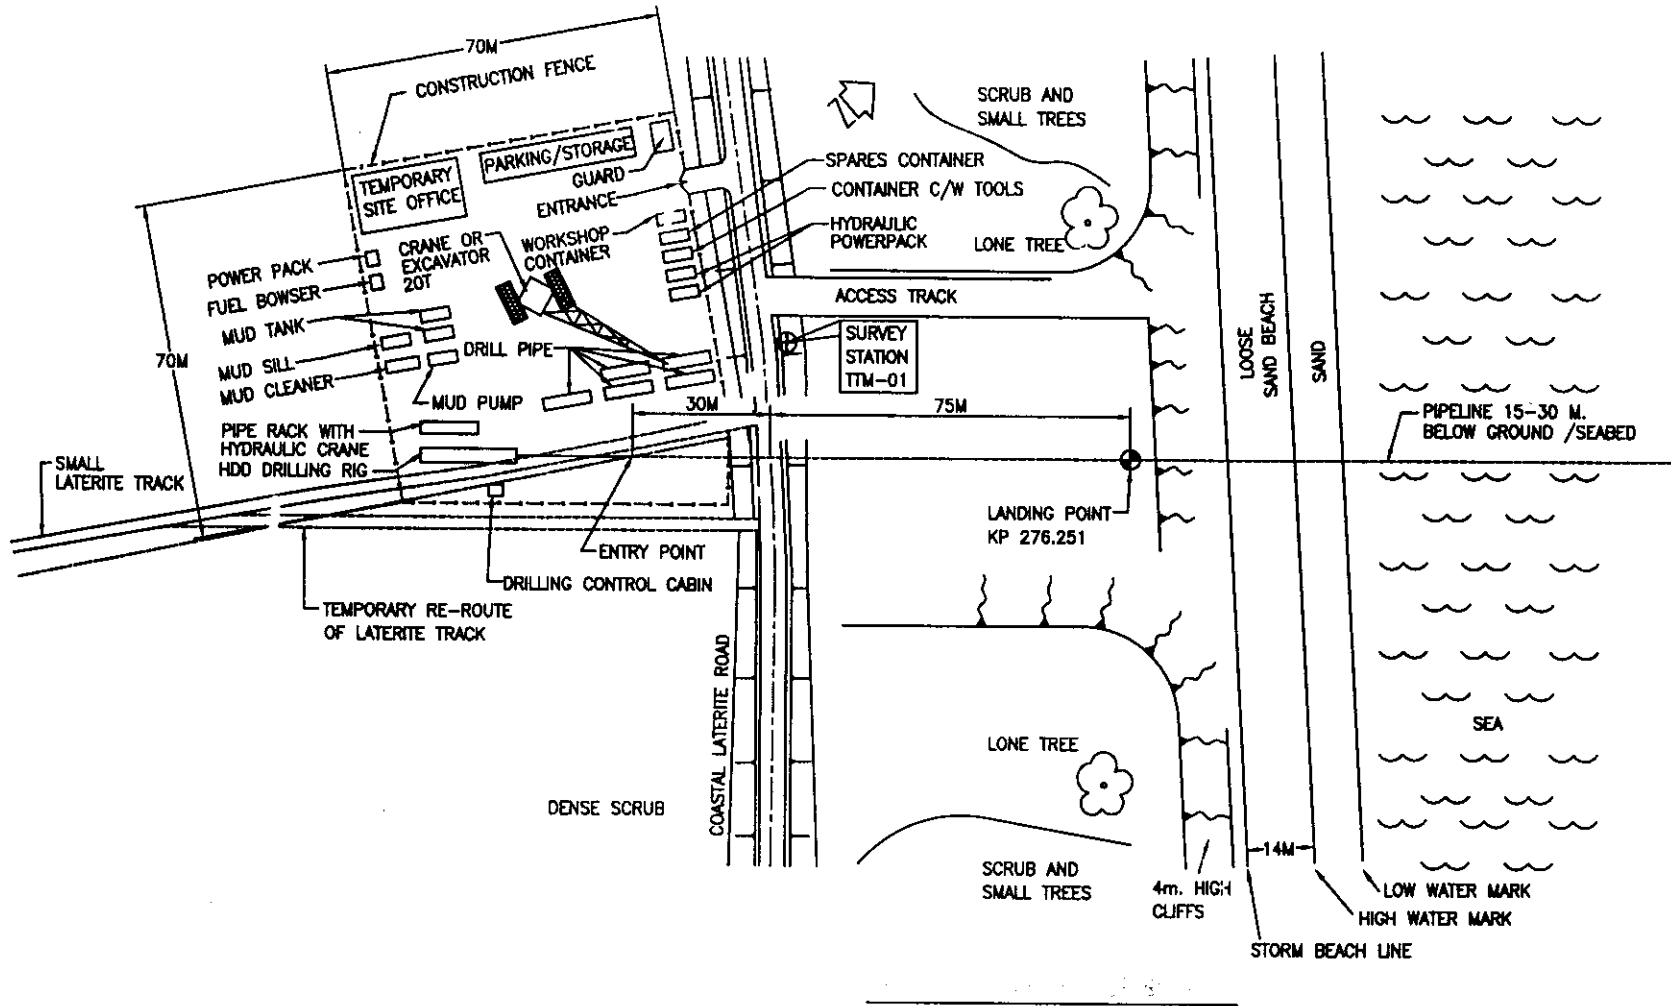 70M
CONSTRUCTION FENCE
TEMPORARY
SITE OFFICE
PARKING/STORAGE
GUARD
ENTRANCE
SCRUB AND
SMALL TREES
SPARES CONTAINER
CONTAINER C/W TOOLS
HYDRAULIC
POWERPACK
LONE TREE
WORKSHOP
CONTAINER
CRANE OR
EXCAVATOR
20T
POWER PACK
FUEL BOWSER
MUD TANK
MUD SILL
MUD CLEANER
70M
DRILL PIPE
MUD PUMP
ACCESS TRACK
SURVEY
STATION
TTM-01
LOOSE
SAND BEACH
SAND
30M
75M
PIPELINE 15-30 M.
BELOW GROUND /SEABED
PIPE RACK WITH
HYDRAULIC CRANE
HDD DRILLING RIG
SMALL
LATERITE TRACK
LANDING POINT
KP 276.251
ENTRY POINT
DRILLING CONTROL CABIN
TEMPORARY RE-ROUTE
OF LATERITE TRACK
COASTAL LATERITE ROAD
DENSE SCRUB
LONE TREE
SEA
SCRUB AND
SMALL TREES
14M
4m. HIGH
CLIFFS
LOW WATER MARK
HIGH WATER MARK
STORM BEACH LINE